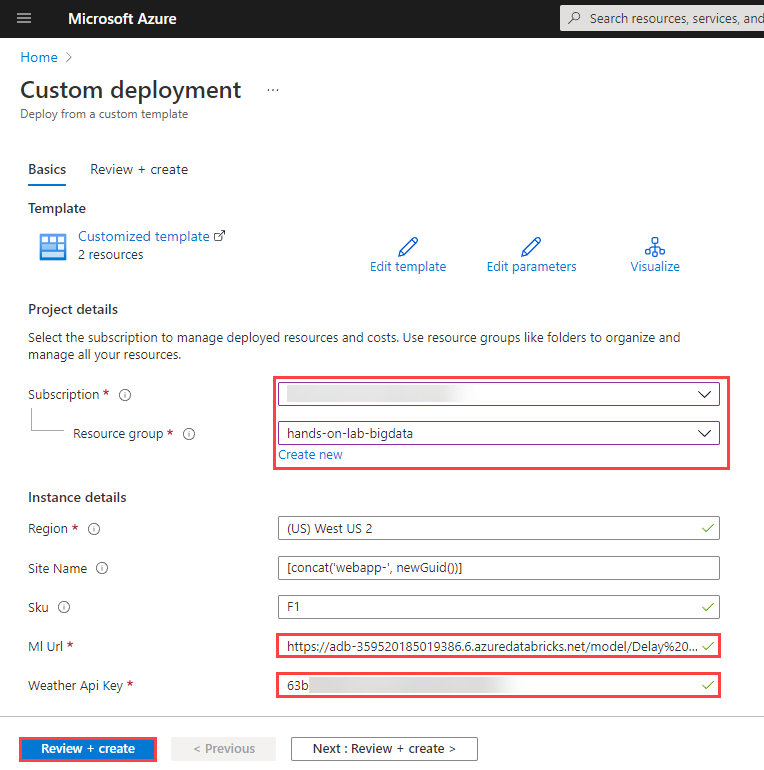 Microsoft Azure
Search resources, services, and
Home >
Custom deployment ...
Deploy from a custom template
Basics Review + create
Template
Customized template
2 resources
Edit template Edit parameters Visualize
Project details
Select the subscription to manage deployed resources and costs. Use resource groups like folders to organize and
manage all your resources.
Subscription *
Resource group *
hands-on-lab-bigdata
Create new
Instance details
Region *
(US) West US 2
Site Name
[concat('webapp-', newGuid())]
Sku
F1
Ml Url *
https://adb-359520185019386.6.azuredatabricks.net/model/Delay%20...
Weather Api Key *
63b
Review + create < Previous Next : Review + create >